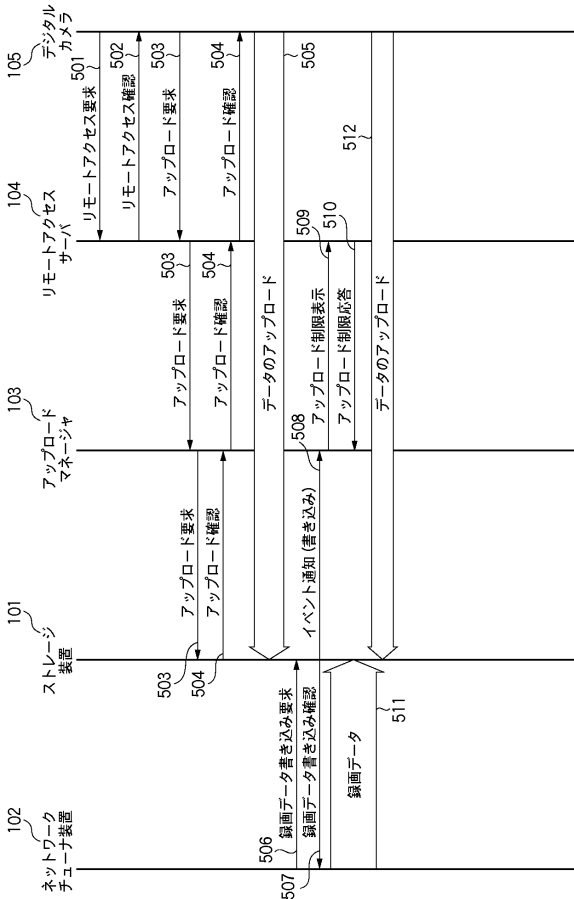 102
ネットワーク
チューナ装置
101
ストレージ
装置
103
アップロード
マネージャ
104
リモートアクセス
サーバ
105
デジタル
カメラ
リモートアクセス要求
501
リモートアクセス確認
502
アップロード要求
503
アップロード要求
503
アップロード要求
503
アップロード確認
504
アップロード確認
504
アップロード確認
504
データのアップロード
505
録画データ書き込み要求
506
録画データ書き込み確認
507
イベント通知(書き込み)
508
アップロード制限表示
509
アップロード制限応答
510
録画データ
511
データのアップロード
512